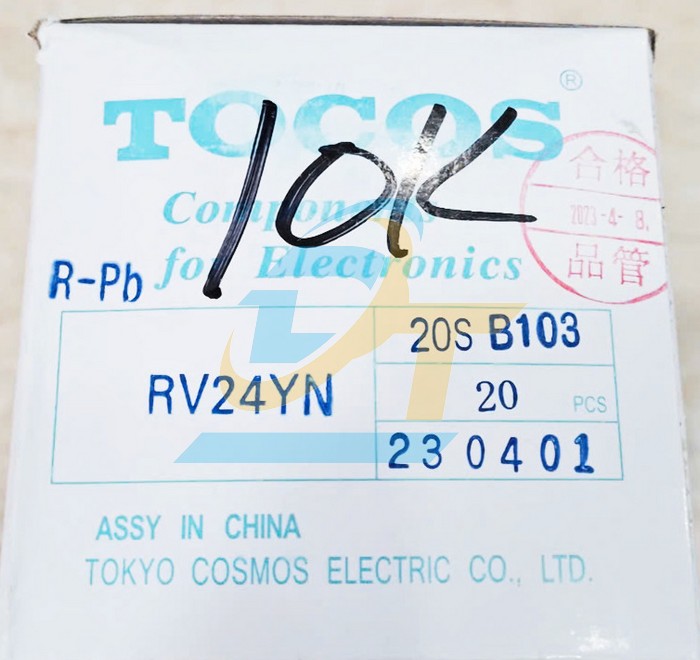 TOCOS ®
10K
Components
for Electronics
合格
2023-4-8.
品管
R-Pb
RV24YN
20S B103
20 PCS
230401
ASSY IN CHINA
TOKYO COSMOS ELECTRIC CO., LTD.